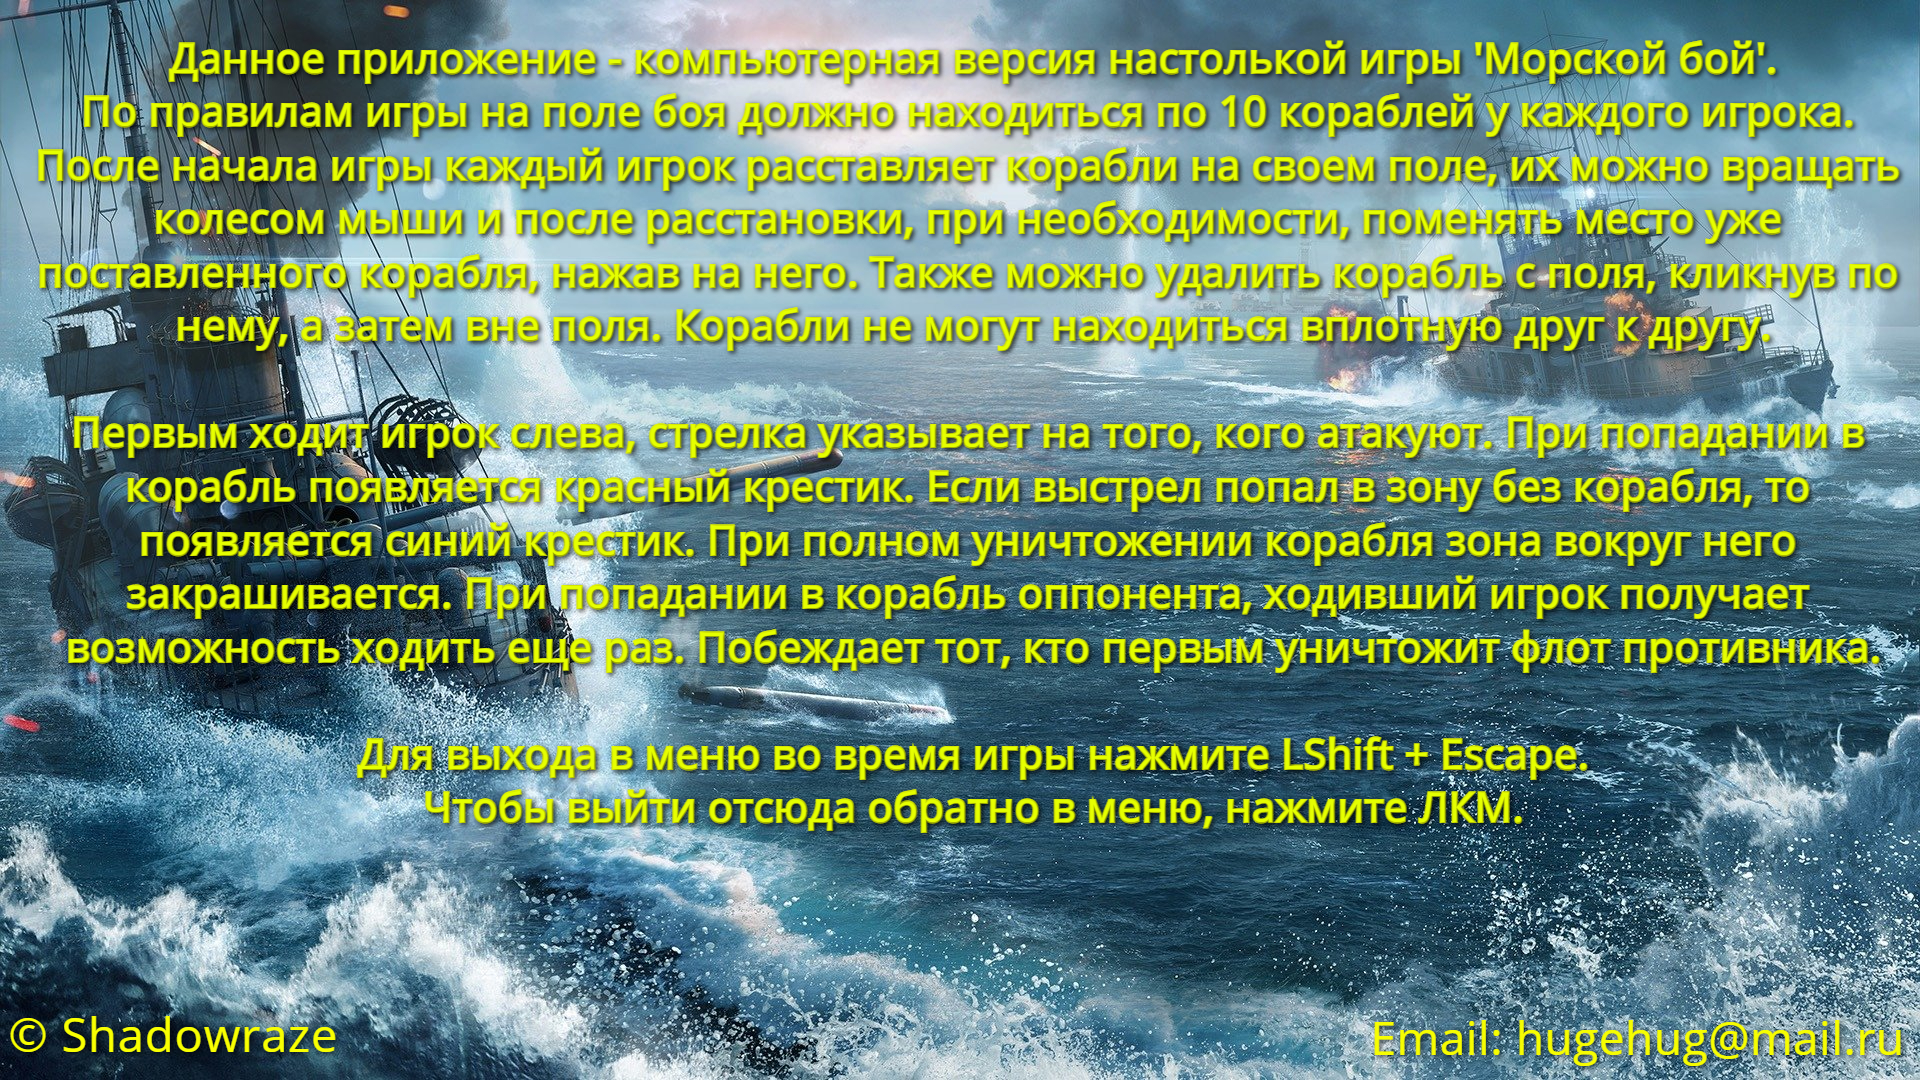 Данное приложение - компьютерная версия настолькой игры 'Морской бой'.
По правилам игры на поле боя должно находиться по 10 кораблей у каждого игрока.
После начала игры каждый игрок расставляет корабли на своем поле, их можно вращать
колесом мыши и после расстановки, при необходимости, поменять место уже
поставленного корабля, нажав на него. Также можно удалить корабль с поля, кликнув по
нему, а затем вне поля. Корабли не могут находиться вплотную друг к другу.
Первым ходит игрок слева, стрелка указывает на того, кого атакуют. При попадании в
корабль появляется красный крестик. Если выстрел попал в зону без корабля, то
появляется синий крестик. При полном уничтожении корабля зона вокруг него
закрашивается. При попадании в корабль оппонента, ходивший игрок получает
возможность ходить еще раз. Побеждает тот, кто первым уничтожит флот противника.
Для выхода в меню во время игры нажмите LShift + Escape.
Чтобы выйти отсюда обратно в меню, нажмите ЛКМ.
© Shadowraze
Email: hugehug@mail.ru